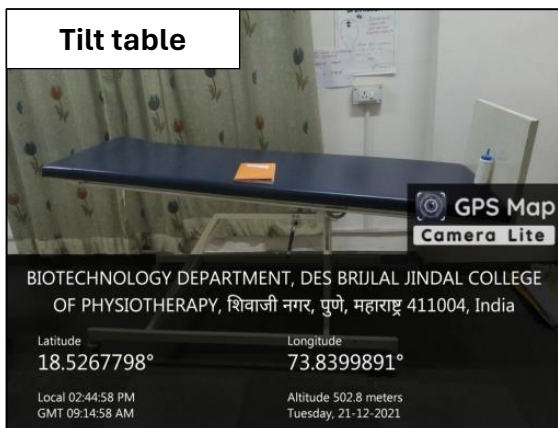 Tilt table
GPS Map
Camera Lite
BIOTECHNOLOGY DEPARTMENT, DES BRIJLAL JINDAL COLLEGE
OF PHYSIOTHERAPY, शिवाजी नगर, पुणे, महाराष्ट्र 411004, India
Latitude
18.5267798°
Longitude
73.8399891°
Local 02:44:58 PM
GMT 09:14:58 AM
Altitude 502.8 meters
Tuesday, 21-12-2021